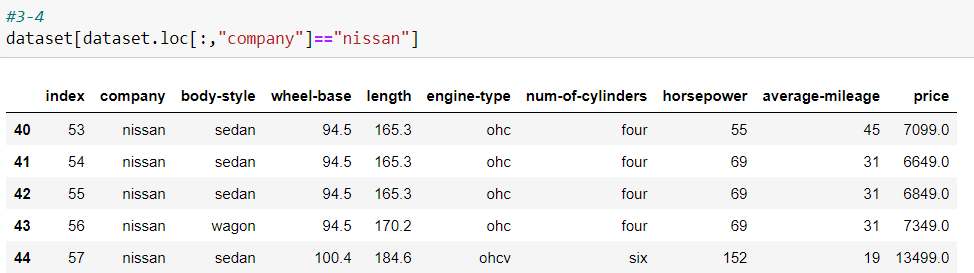 #3-4
dataset[dataset.loc[:,"company"]=="nissan"]
index company body-style wheel-base length engine-type num-of-cylinders horsepower average-mileage price
40 53 nissan sedan 94.5 165.3 ohc four 55 45 7099.0
41 54 nissan sedan 94.5 165.3 ohc four 69 31 6649.0
42 55 nissan sedan 94.5 165.3 ohc four 69 31 6849.0
43 56 nissan wagon 94.5 170.2 ohc four 69 31 7349.0
44 57 nissan sedan 100.4 184.6 ohcv six 152 19 13499.0